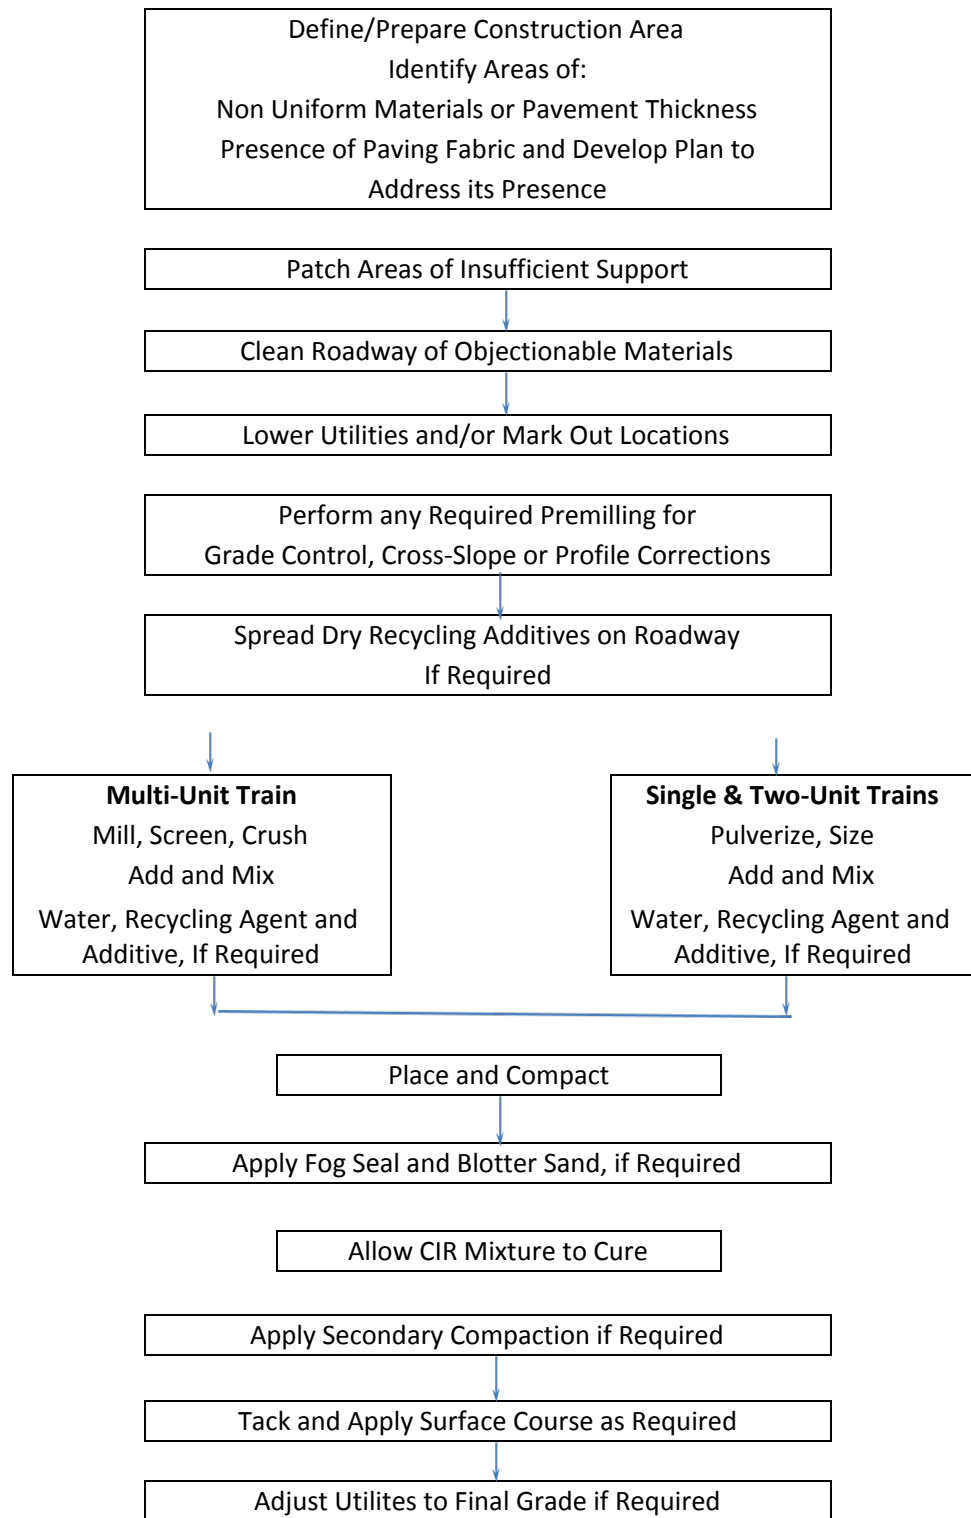 Define/Prepare Construction Area
Identify Areas of:
Non Uniform Materials or Pavement Thickness
Presence of Paving Fabric and Develop Plan to
Address its Presence
Patch Areas of Insufficient Support
Clean Roadway of Objectionable Materials
Lower Utilities and/or Mark Out Locations
Perform any Required Premilling for
Grade Control, Cross-Slope or Profile Corrections
Spread Dry Recycling Additives on Roadway
If Required
Multi-Unit Train
Mill, Screen, Crush
Add and Mix
Water, Recycling Agent and
Additive, If Required
Single & Two-Unit Trains
Pulverize, Size
Add and Mix
Water, Recycling Agent and
Additive, If Required
Place and Compact
Apply Fog Seal and Blotter Sand, if Required
Allow CIR Mixture to Cure
Apply Secondary Compaction if Required
Tack and Apply Surface Course as Required
Adjust Utilites to Final Grade if Required